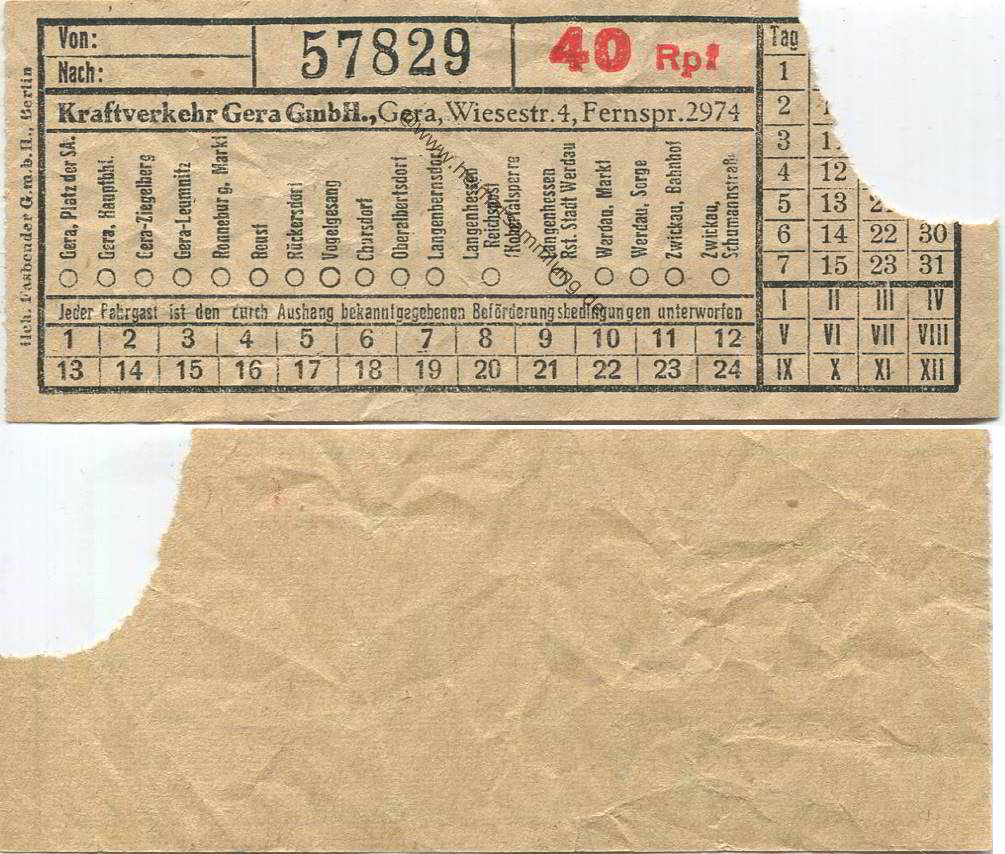 Von:
Nach:
57829
40 Rpf
Kraftverkehr Gera GmbH., Gera, Wiesestr. 4, Fernspr. 2974
Gera, Platz der SA.
Gera, Hauptbhf.
Gera-Ziegelberg
Gera-Leumnitz
Ronneburg, Markt
Reust
Rückersdorf
Vogelgesang
Chursdorf
Oberalbertsdorf
Langenbernsdorf
Langenhessen
Reichspost
(Koberbachtalsperre
Langenhessen
Rst. Stadt Werdau
Werdau, Markt
Werdau, Sorge
Zwickau, Bahnhof
Zwickau,
Schumannstraße
Jeder Fahrgast ist den durch Aushang bekanntgegebenen Beförderungsbedingungen unterworfen
1 2 3 4 5 6 7 8 9 10 11 12
13 14 15 16 17 18 19 20 21 22 23 24
Tag
1
2
3
4 12
5 13
6 14 22 30
7 15 23 31
I II III IV
V VI VII VIII
IX X XI XII
G.m.b.H., Berlin